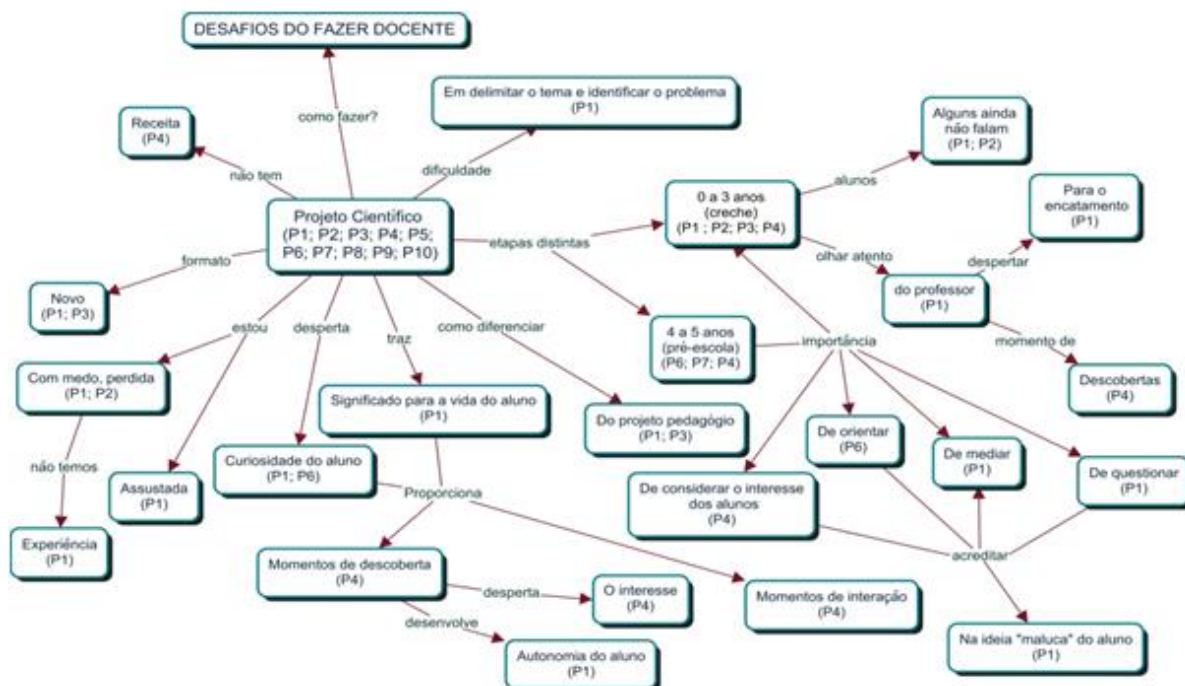 DESAFIOS DO FAZER DOCENTE
como fazer?
Em delimitar o tema e identificar o problema
(P1)
dificuldade
Receita
(P4)
não tem
Projeto Científico
(P1; P2; P3; P4; P5;
P6; P7; P8; P9; P10)
formato
Novo
(P1; P3)
estou
Com medo, perdida
(P1; P2)
não temos
Experiência
(P1)
Assustada
(P1)
desperta
Curiosidade do aluno
(P1; P6)
traz
Significado para a vida do aluno
(P1)
Proporciona
Momentos de descoberta
(P4)
desperta
O interesse
(P4)
desenvolve
Autonomia do aluno
(P1)
Momentos de interação
(P4)
como diferenciar
Do projeto pedagógio
(P1; P3)
etapas distintas
0 a 3 anos
(creche)
(P1 ; P2; P3; P4)
alunos
Alguns ainda
não falam
(P1; P2)
olhar atento
do professor
(P1)
despertar
Para o
encatamento
(P1)
momento de
Descobertas
(P4)
4 a 5 anos
(pré-escola)
(P6; P7; P4)
importância
De considerar o interesse
dos alunos
(P4)
De orientar
(P6)
De mediar
(P1)
De questionar
(P1)
acreditar
Na ideia "maluca" do aluno
(P1)